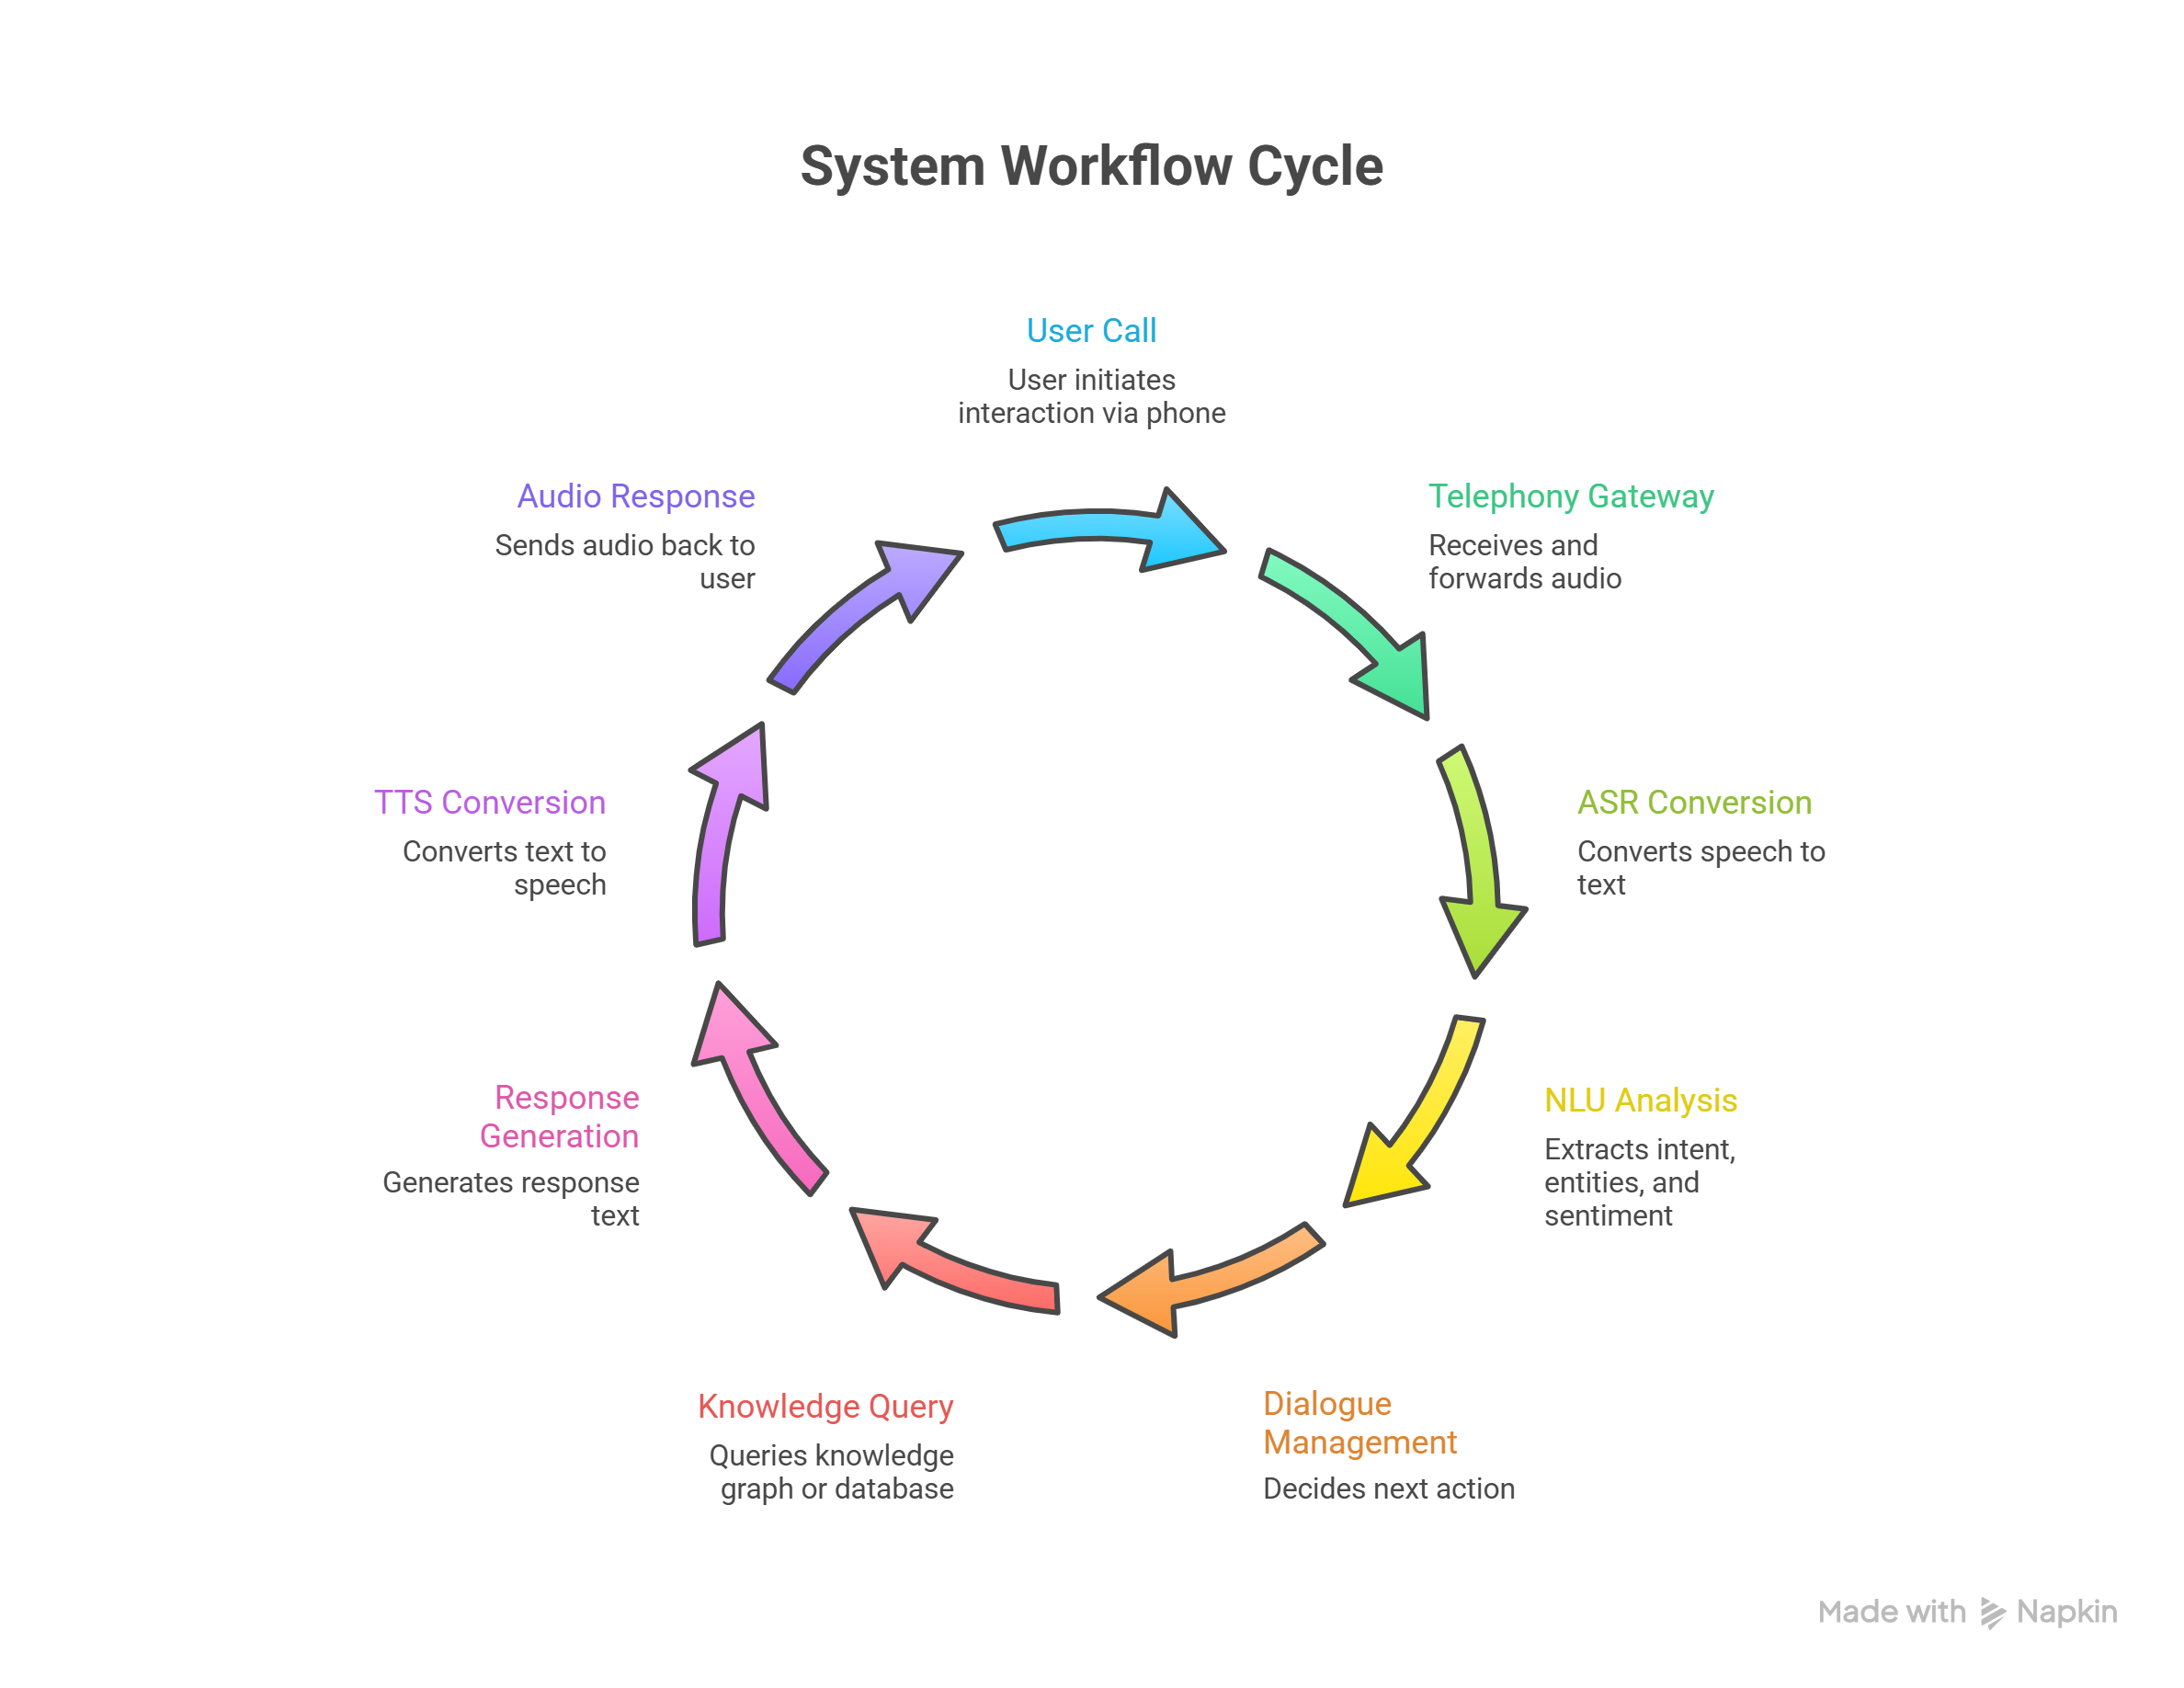 System Workflow Cycle
User Call
User initiates
interaction via phone
Telephony Gateway
Receives and
forwards audio
ASR Conversion
Converts speech to
text
NLU Analysis
Extracts intent,
entities, and
sentiment
Dialogue
Management
Decides next action
Knowledge Query
Queries knowledge
graph or database
Response
Generation
Generates response
text
TTS Conversion
Converts text to
speech
Audio Response
Sends audio back to
user
Made with Napkin